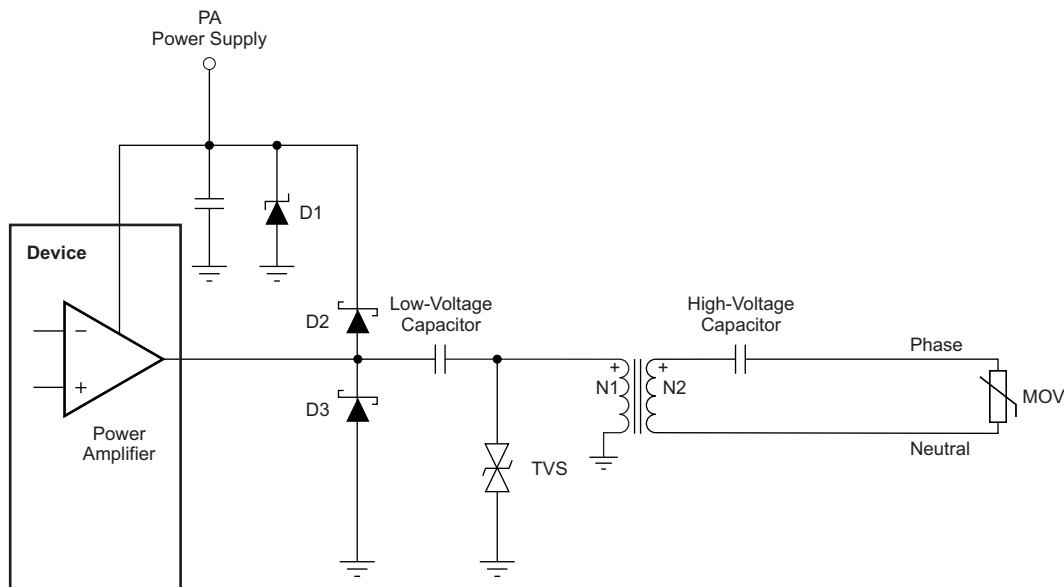 PA
Power Supply
D1
Device
D2
Low-Voltage
Capacitor
High-Voltage
Capacitor
Phase
−
+
+
N1
+
N2
MOV
D3
Power
Amplifier
TVS
Neutral